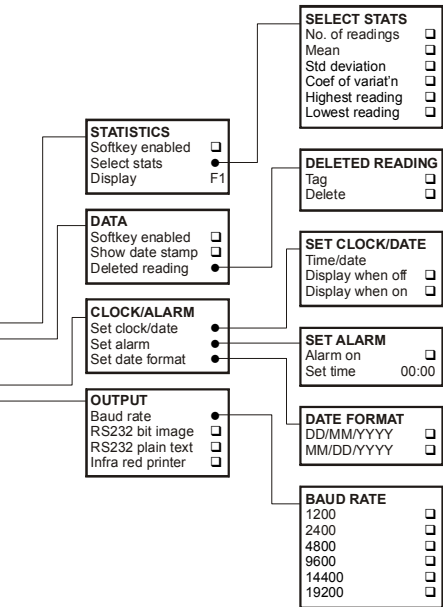 SELECT STATS
No. of readings
Mean
Std deviation
Coef of variat'n
Highest reading
Lowest reading
STATISTICS
Softkey enabled
Select stats
Display F1
DELETED READING
Tag
Delete
DATA
Softkey enabled
Show date stamp
Deleted reading
SET CLOCK/DATE
Time/date
Display when off
Display when on
CLOCK/ALARM
Set clock/date
Set alarm
Set date format
SET ALARM
Alarm on
Set time 00:00
OUTPUT
Baud rate
RS232 bit image
RS232 plain text
Infra red printer
DATE FORMAT
DD/MM/YYYY
MM/DD/YYYY
BAUD RATE
1200
2400
4800
9600
14400
19200